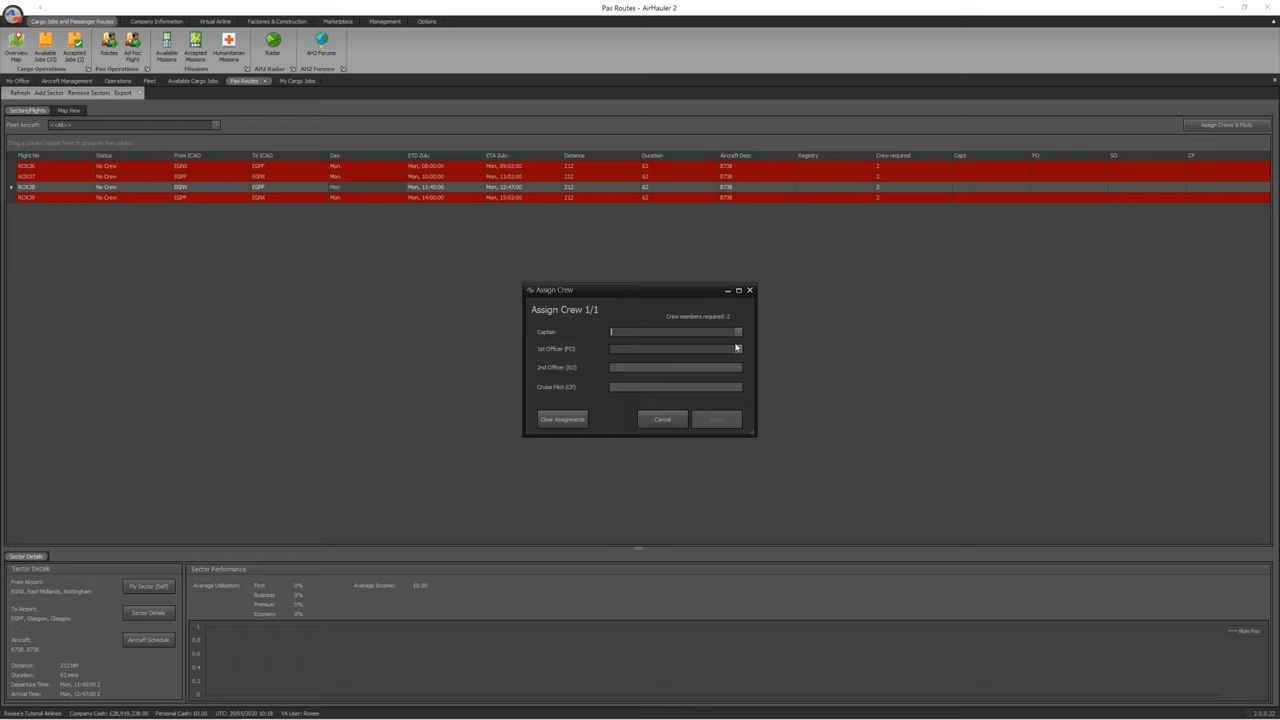 Pax Routes - AirHauler 2
Cargo Jobs and Passenger Routes Company Information Virtual Airline Factories & Construction Marketplace Management Options
Overview Map Available Jobs (33) Accepted Jobs (2) Routes Ad-hoc Flight Available Missions Accepted Missions Humanitarian Missions Radar AH2 Forums
Cargo Operations Pax Operations Missions AH2 Radar AH2 Forums
My Office Aircraft Management Operations Fleet Available Cargo Jobs Pax Routes × My Cargo Jobs
Refresh Add Sector Remove Sectors Export
Sectors/Flights Map View
Fleet Aircraft: <<All>> Assign Crews & Pilots
Drag a column header here to group by that column
Flight No Status From ICAO To ICAO Day ETD Zulu ETA Zulu Distance Duration Aircraft Desc Registry Crew required Capt FO SO CP
ROX36 No Crew EGNX EGPF Mon Mon, 08:00:00 Mon, 09:02:00 212 62 B738 2
ROX37 No Crew EGPF EGNX Mon Mon, 10:00:00 Mon, 11:02:00 212 62 B738 2
ROX38 No Crew EGNX EGPF Mon Mon, 11:45:00 Mon, 12:47:00 212 62 B738 2
ROX39 No Crew EGPF EGNX Mon Mon, 14:00:00 Mon, 15:02:00 212 62 B738 2
Assign Crew
Assign Crew 1/1
Crew members required: 2
Captain
1st Officer (FO)
2nd Officer (SO)
Cruise Pilot (CP)
Clear Assignments Cancel
Sector Details
Sector Details Sector Performance
From Airport:
EGNX, East Midlands, Nottingham
Fly Sector (Self)
To Airport:
EGPF, Glasgow, Glasgow
Sector Details
Aircraft:
B738, B738
Aircraft Schedule
Distance: 212 NM
Duration: 62 mins
Departure Time: Mon, 11:45:00 Z
Arrival Time: Mon, 12:47:00 Z
Average Utilisation: First 0% Average Income: £0.00
Business 0%
Premium 0%
Economy 0%
1
0.8
0.6
0.4
0.2
0
Num Pax
Roxee's Tutorial Airlines Company Cash: £28,919,238.00 Personal Cash: £0.00 UTC: 29/05/2020 10:18 VA User: Roxee 2.9.0.22